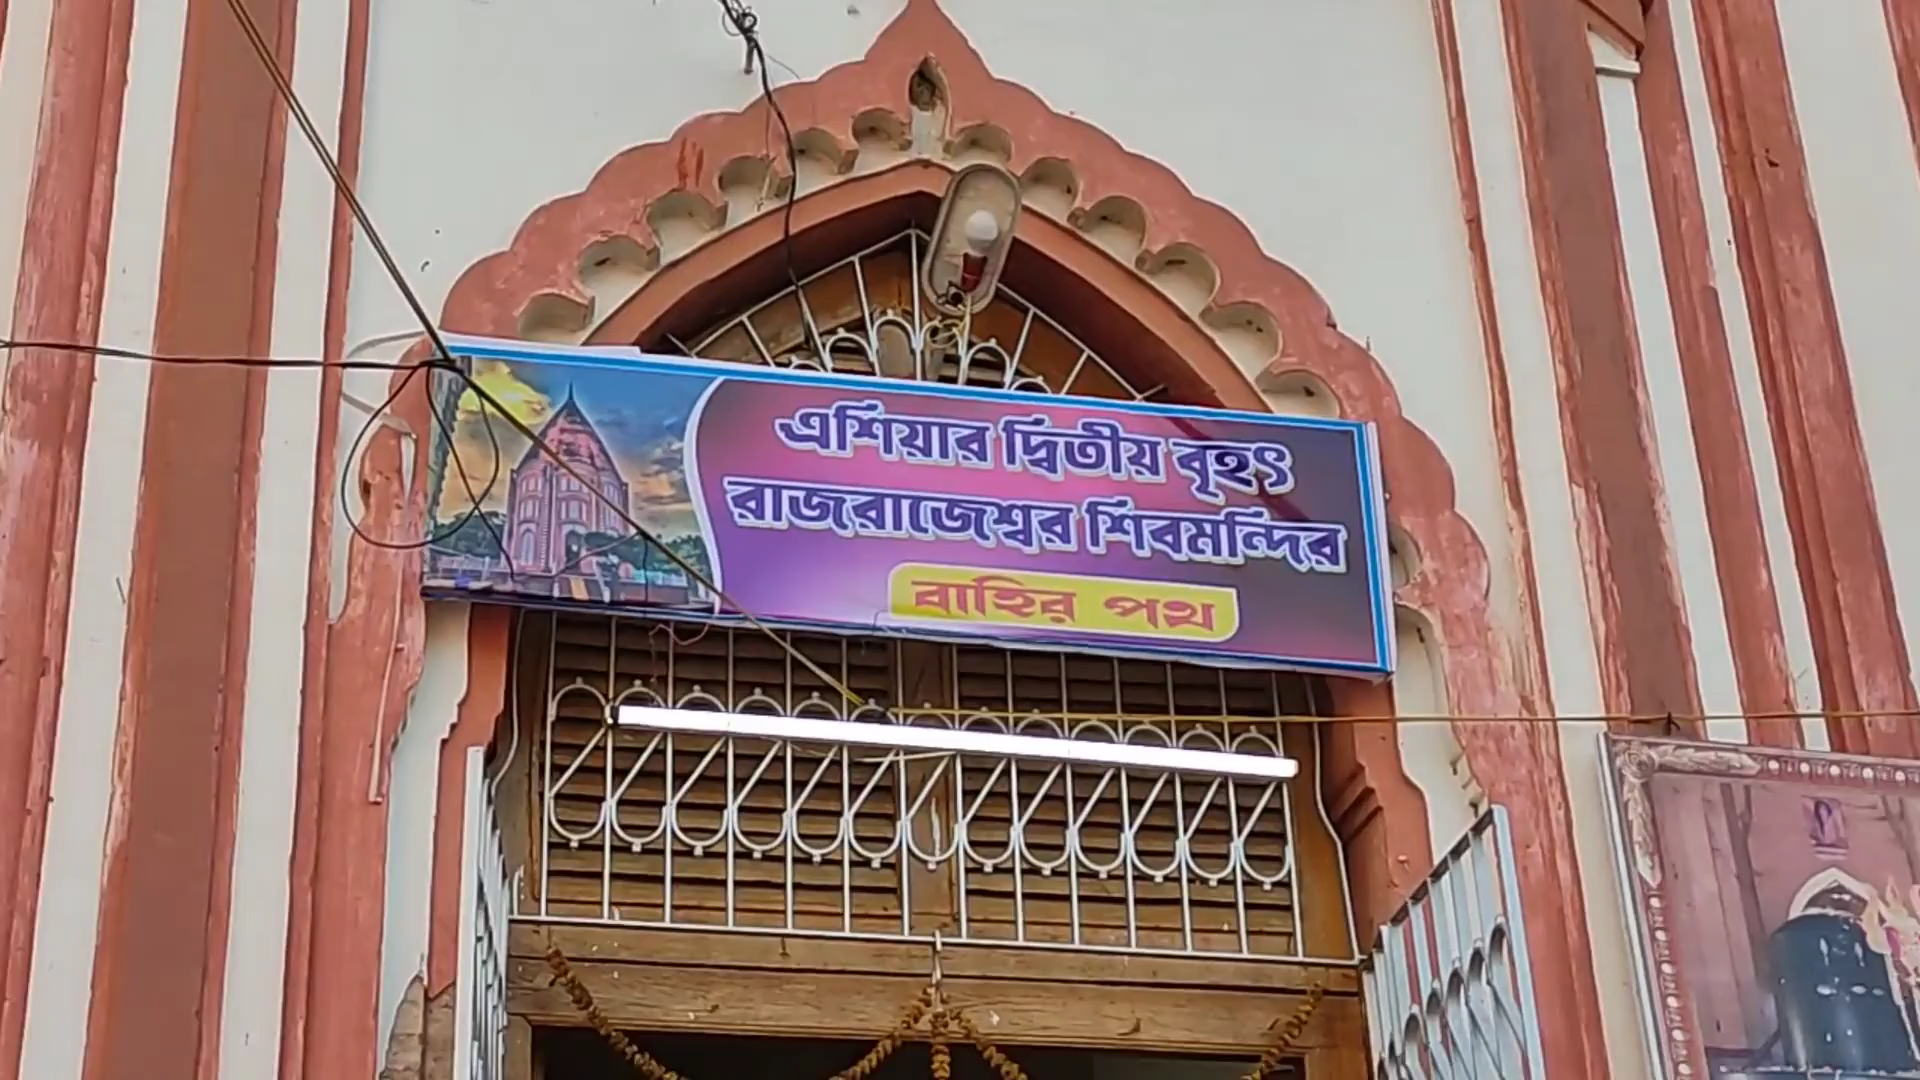 এশিয়ার দ্বিতীয় বৃহৎ
রাজরাজেশ্বর শিবমন্দির
বাহির পথ